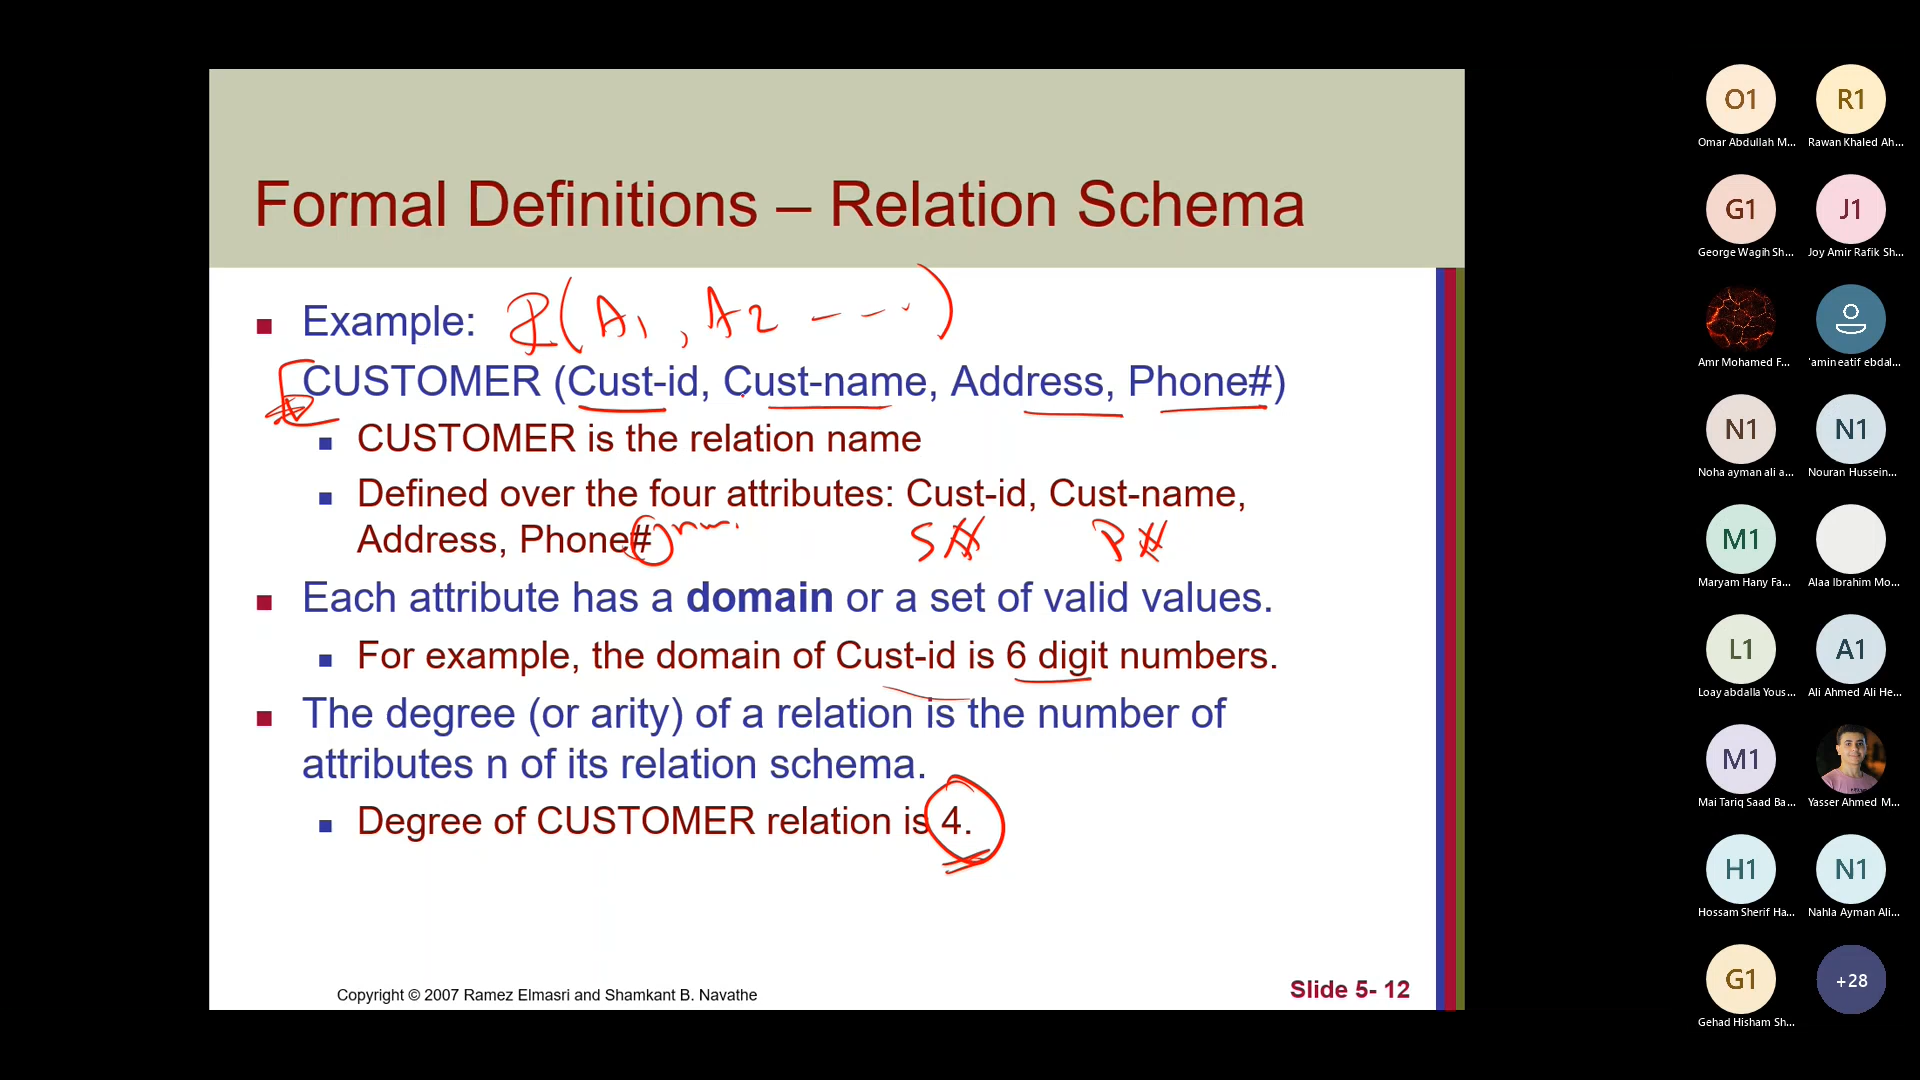 Formal Definitions – Relation Schema
Example: R(A1, A2 - - - -)
CUSTOMER (Cust-id, Cust-name, Address, Phone#)
CUSTOMER is the relation name
Defined over the four attributes: Cust-id, Cust-name,
Address, Phone#
S# P#
Each attribute has a domain or a set of valid values.
For example, the domain of Cust-id is 6 digit numbers.
The degree (or arity) of a relation is the number of
attributes n of its relation schema.
Degree of CUSTOMER relation is 4.
Copyright © 2007 Ramez Elmasri and Shamkant B. Navathe
Slide 5- 12
O1 R1
Omar Abdullah M... Rawan Khaled Ah...
G1 J1
George Wagih Sh... Joy Amir Rafik Sh...
Amr Mohamed F... 'amin eatif ebdal...
N1 N1
Noha ayman ali a... Nouran Hussein...
M1
Maryam Hany Fa... Alaa Ibrahim Mo...
L1 A1
Loay abdalla Yous... Ali Ahmed Ali He...
M1
Mai Tariq Saad Ba... Yasser Ahmed M...
H1 N1
Hossam Sherif Ha... Nahla Ayman Ali...
G1 +28
Gehad Hisham Sh...